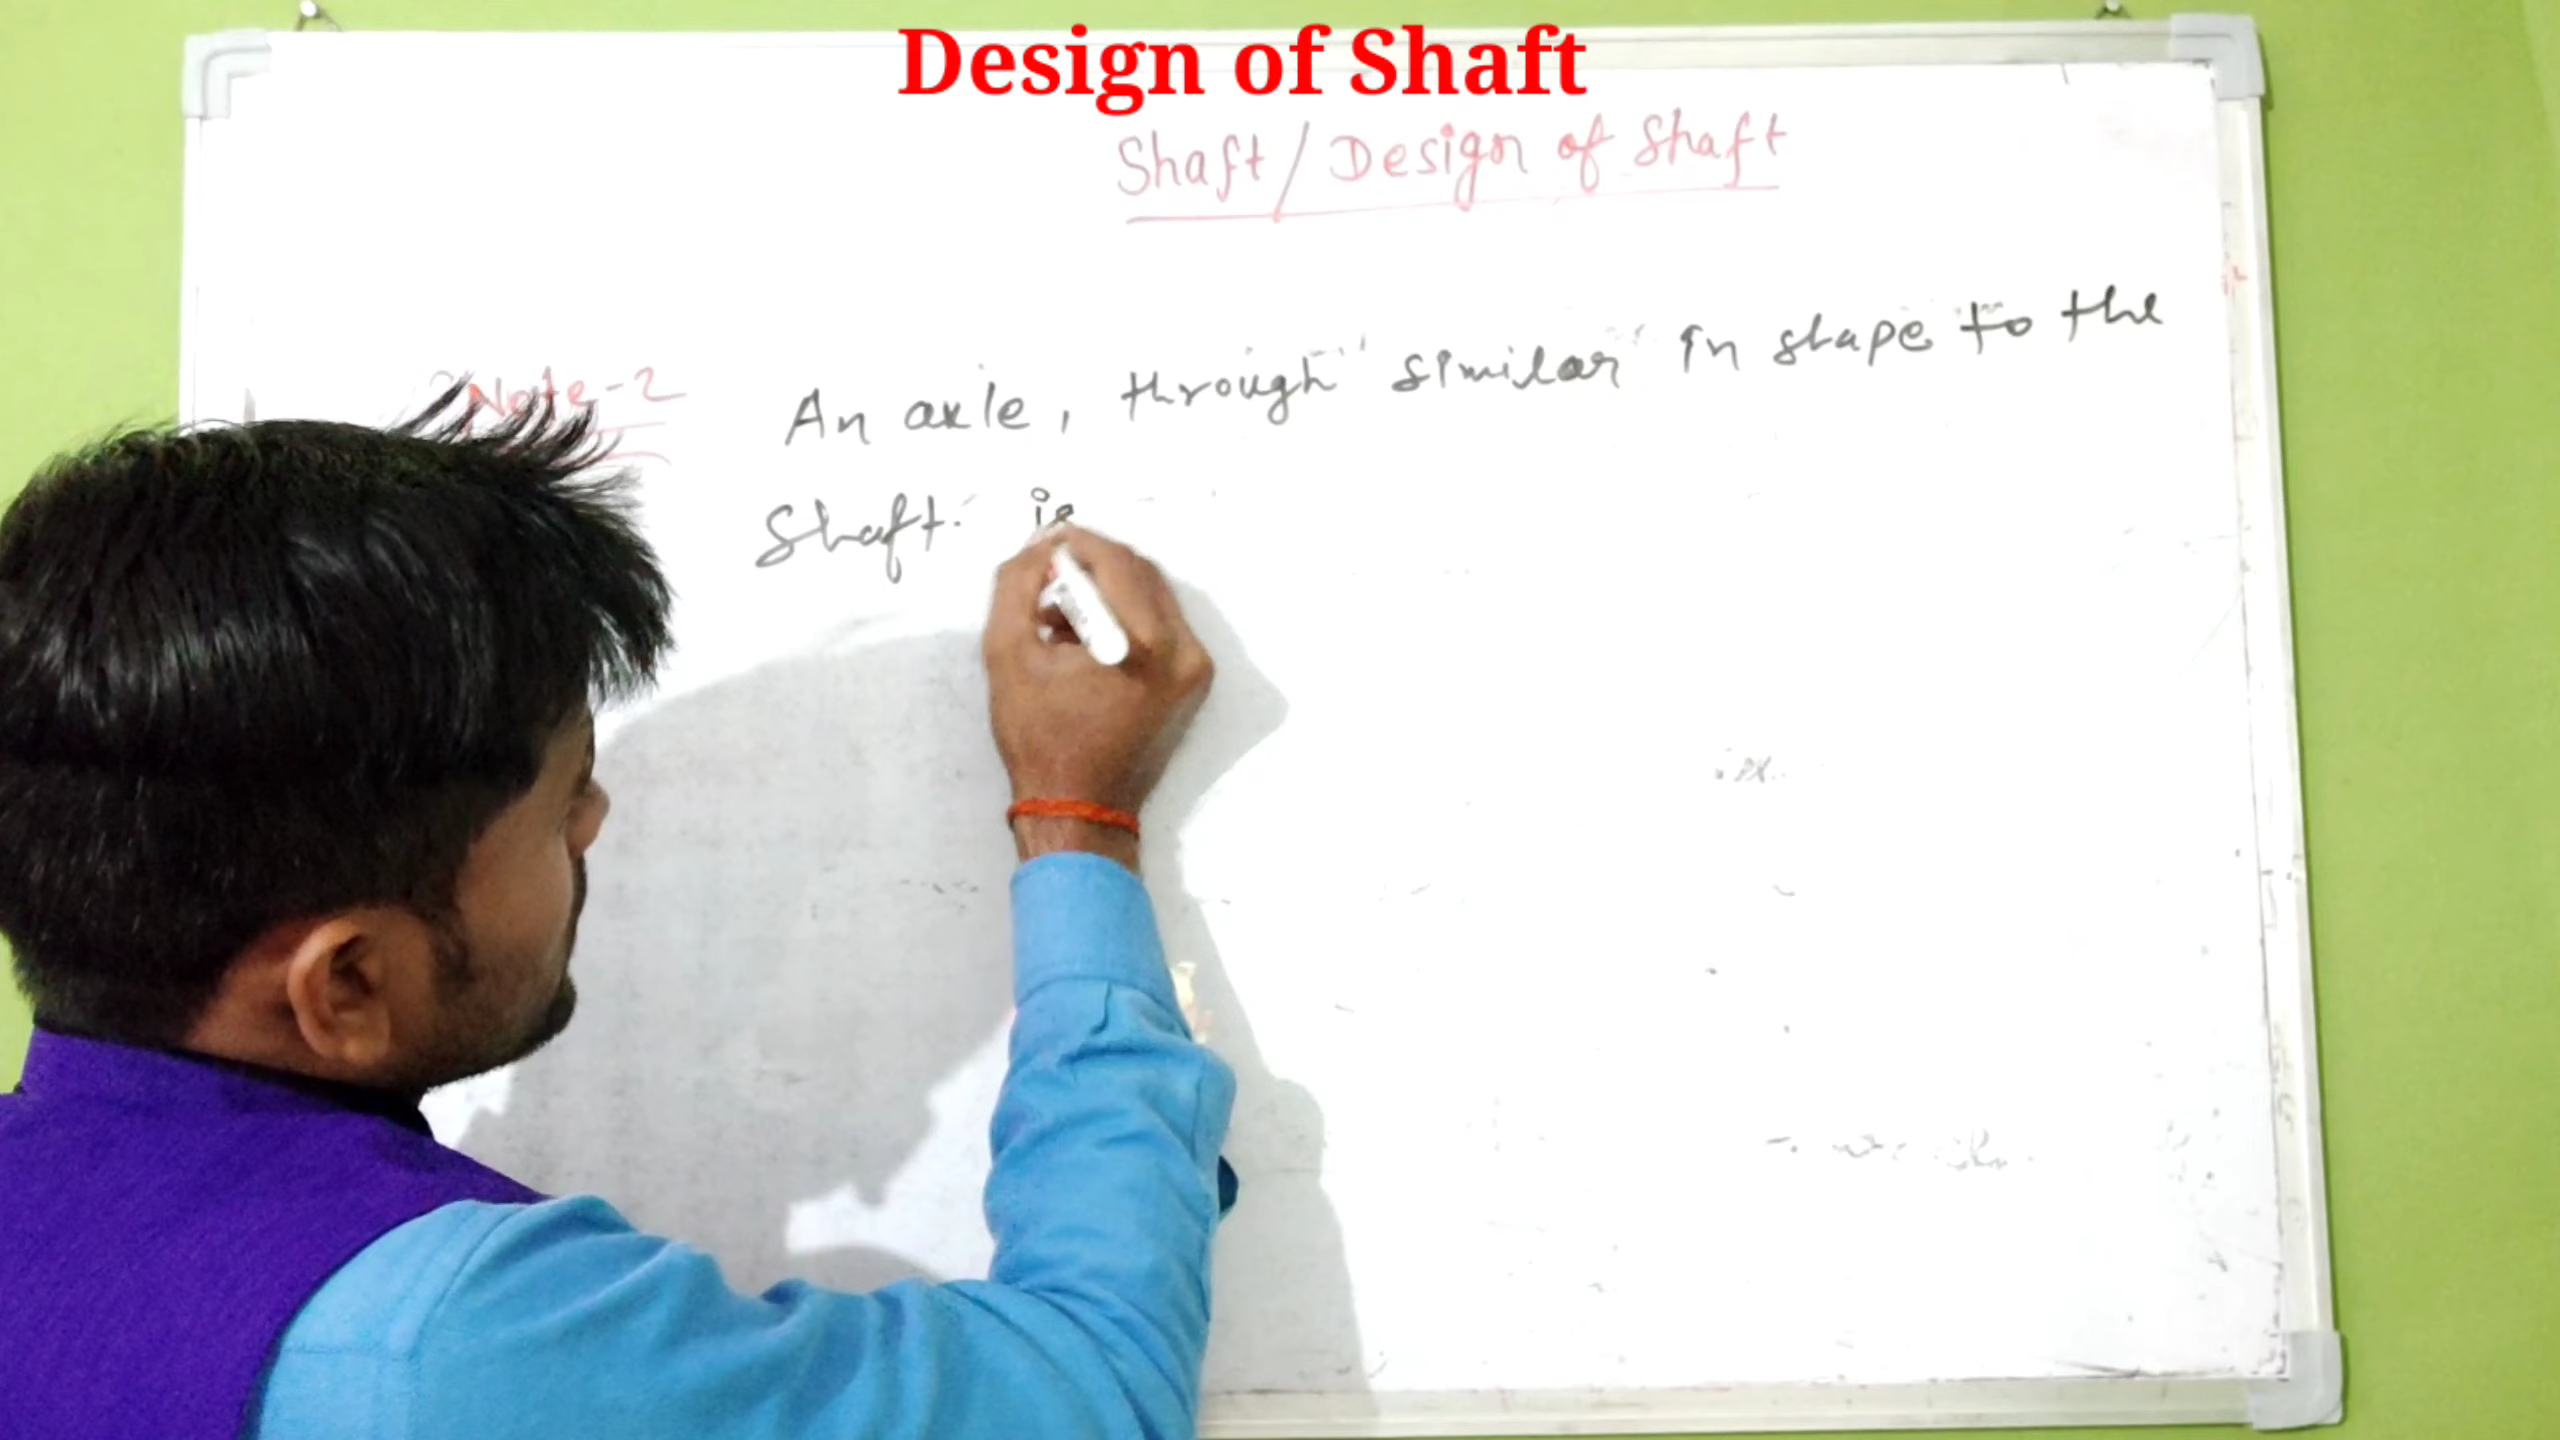 Design of Shaft
Shaft / Design of Shaft
Note-2
An axle, through similar in shape to the
Shaft. is